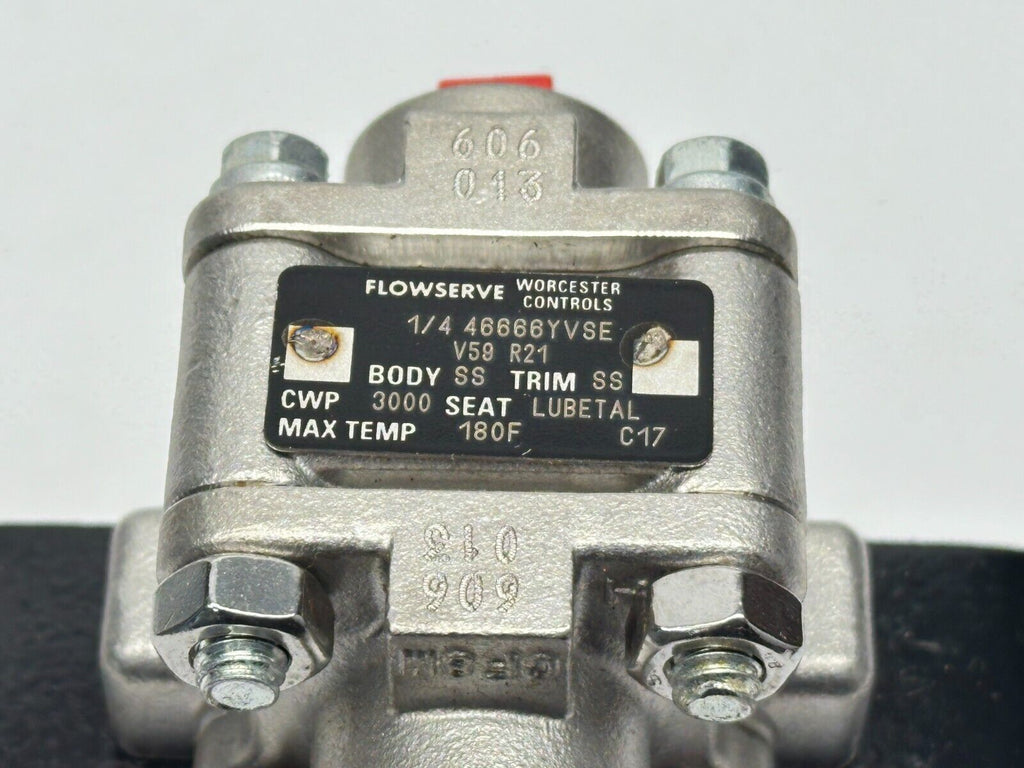 606
013
FLOWSERVE WORCESTER CONTROLS
1/4 46666YVSE
V59 R21
BODY SS TRIM SS
CWP 3000 SEAT LUBETAL
MAX TEMP 180F C17
013
606
CF8M